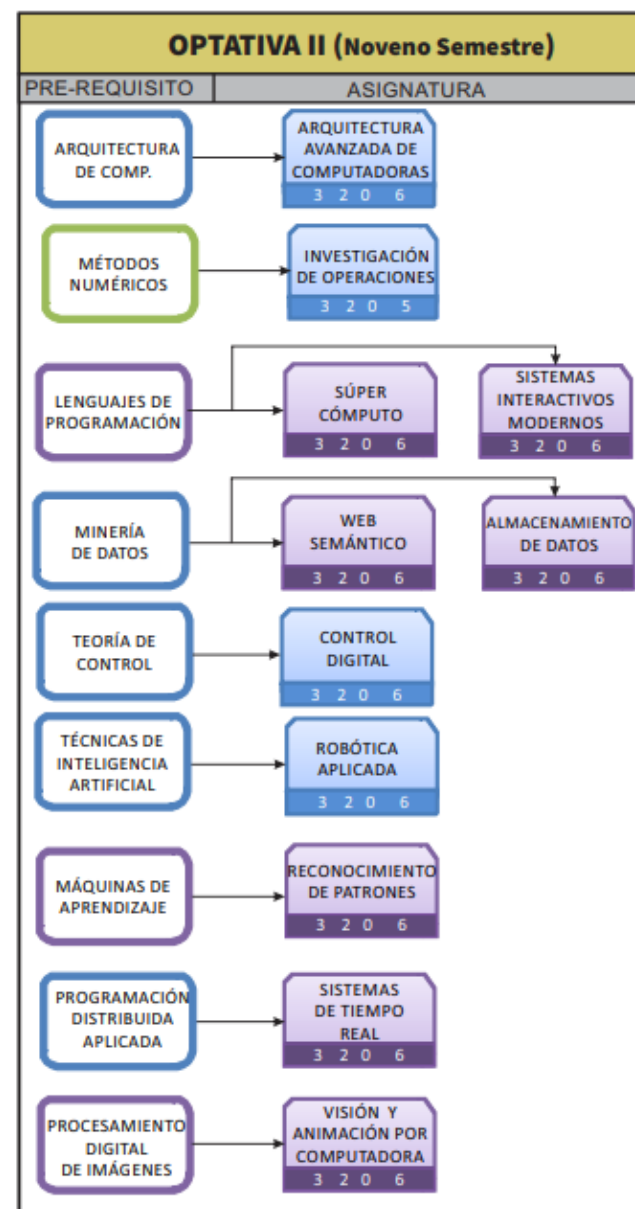 OPTATIVA II (Noveno Semestre)
PRE-REQUISITO
ASIGNATURA
ARQUITECTURA
DE COMP.
ARQUITECTURA
AVANZADA DE
COMPUTADORAS
3 2 0 6
MÉTODOS
NUMÉRICOS
INVESTIGACIÓN
DE OPERACIONES
3 2 0 5
LENGUAJES DE
PROGRAMACIÓN
SÚPER
CÓMPUTO
3 2 0 6
SISTEMAS
INTERACTIVOS
MODERNOS
3 2 0 6
MINERÍA
DE DATOS
WEB
SEMÁNTICO
3 2 0 6
ALMACENAMIENTO
DE DATOS
3 2 0 6
TEORÍA DE
CONTROL
CONTROL
DIGITAL
3 2 0 6
TÉCNICAS DE
INTELIGENCIA
ARTIFICIAL
ROBÓTICA
APLICADA
3 2 0 6
MÁQUINAS DE
APRENDIZAJE
RECONOCIMIENTO
DE PATRONES
3 2 0 6
PROGRAMACIÓN
DISTRIBUIDA
APLICADA
SISTEMAS
DE TIEMPO
REAL
3 2 0 6
PROCESAMIENTO
DIGITAL
DE IMÁGENES
VISIÓN Y
ANIMACIÓN POR
COMPUTADORA
3 2 0 6